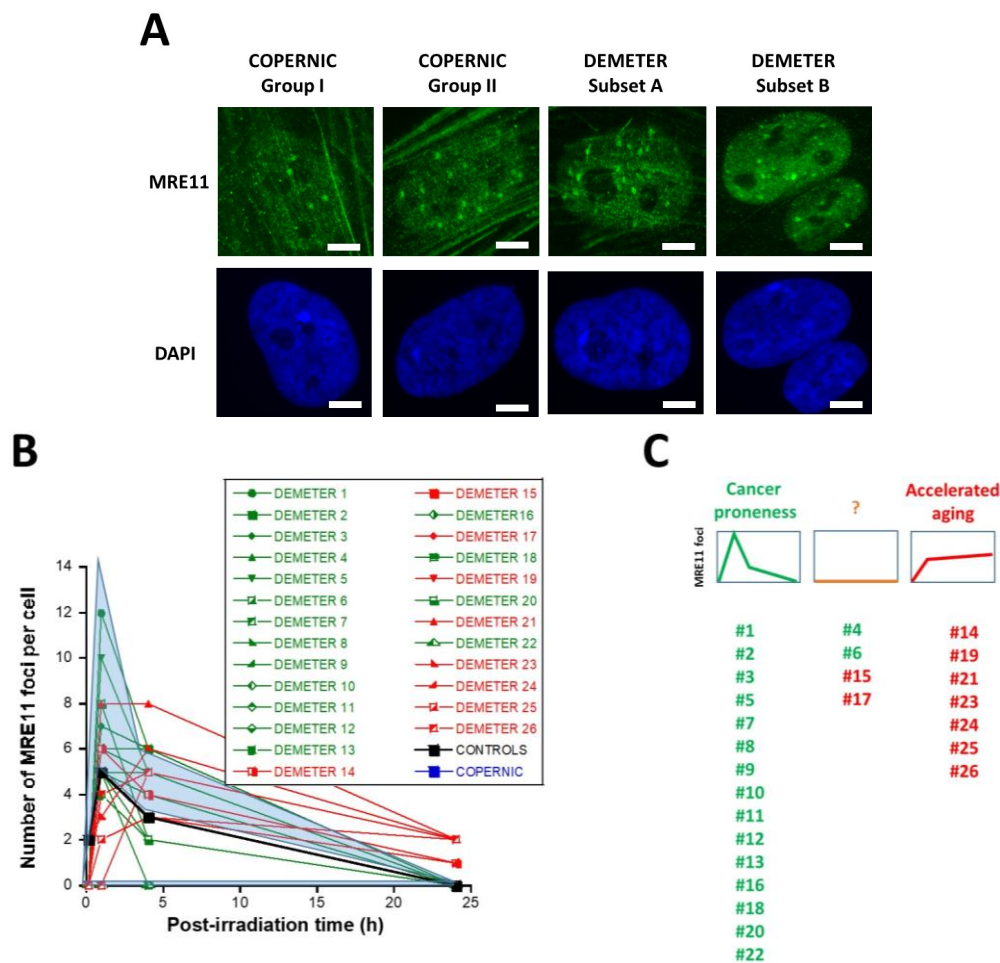 A
COPERNIC
Group I
COPERNIC
Group II
DEMETER
Subset A
DEMETER
Subset B
MRE11
DAPI
B
DEMETER 1
DEMETER 2
DEMETER 3
DEMETER 4
DEMETER 5
DEMETER 6
DEMETER 7
DEMETER 8
DEMETER 9
DEMETER 10
DEMETER 11
DEMETER 12
DEMETER 13
DEMETER 14
DEMETER 15
DEMETER16
DEMETER 17
DEMETER 18
DEMETER 19
DEMETER 20
DEMETER 21
DEMETER 22
DEMETER 23
DEMETER 24
DEMETER 25
DEMETER 26
CONTROLS
COPERNIC
Number of MRE11 foci per cell
14
12
10
8
6
4
2
0
0
5
10
15
20
25
Post-irradiation time (h)
C
Cancer
proneness
?
Accelerated
aging
MRE11 foci
#1
#2
#3
#5
#7
#8
#9
#10
#11
#12
#13
#16
#18
#20
#22
#4
#6
#15
#17
#14
#19
#21
#23
#24
#25
#26